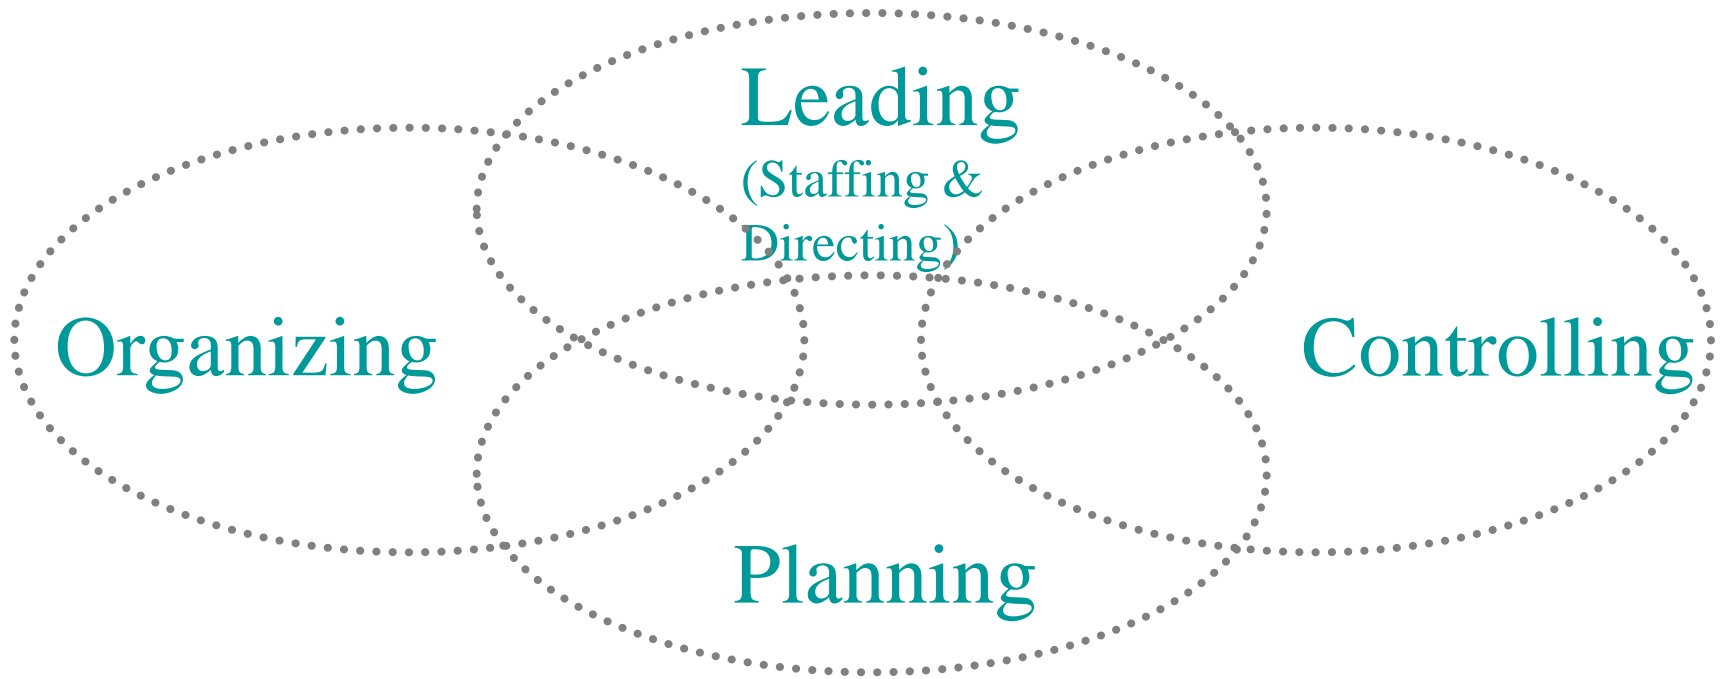 Leading
(Staffing &
Directing)
Organizing
Controlling
Planning